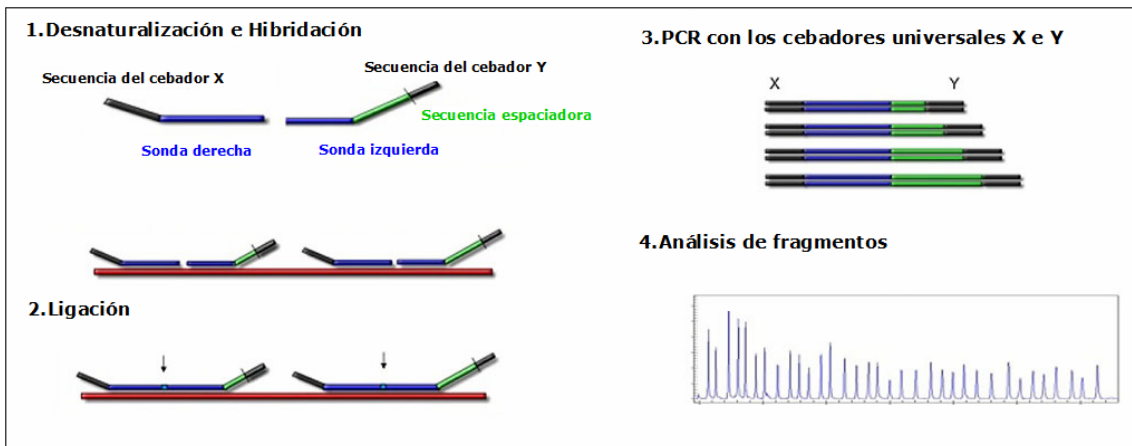 1.Desnaturalización e Hibridación
Secuencia del cebador X
Secuencia del cebador Y
Secuencia espaciadora
Sonda derecha
Sonda izquierda
2.Ligación
3.PCR con los cebadores universales X e Y
X
Y
4.Análisis de fragmentos